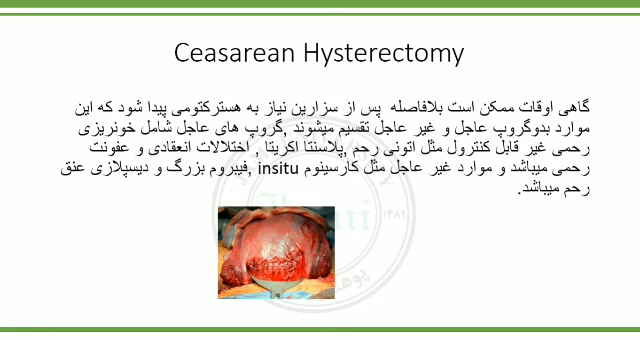 Ceasarean Hysterectomy
گاهی اوقات ممکن است بلافاصله پس از سزارین نیاز به هسترکتومی پیدا شود که این
موارد بدوگروپ عاجل و غیر عاجل تقسیم میشوند ,گروپ های عاجل شامل خونریزی
رحمی غیر قابل کنترول مثل اتونی رحم ,پلاسنتا اکریتا , اختلالات انعقادی و عفونت
رحمی میباشد و موارد غیر عاجل مثل کارسینوم insitu ,فیبروم بزرگ و دیسپلازی عنق
رحم میباشد.
۱۳۸۹